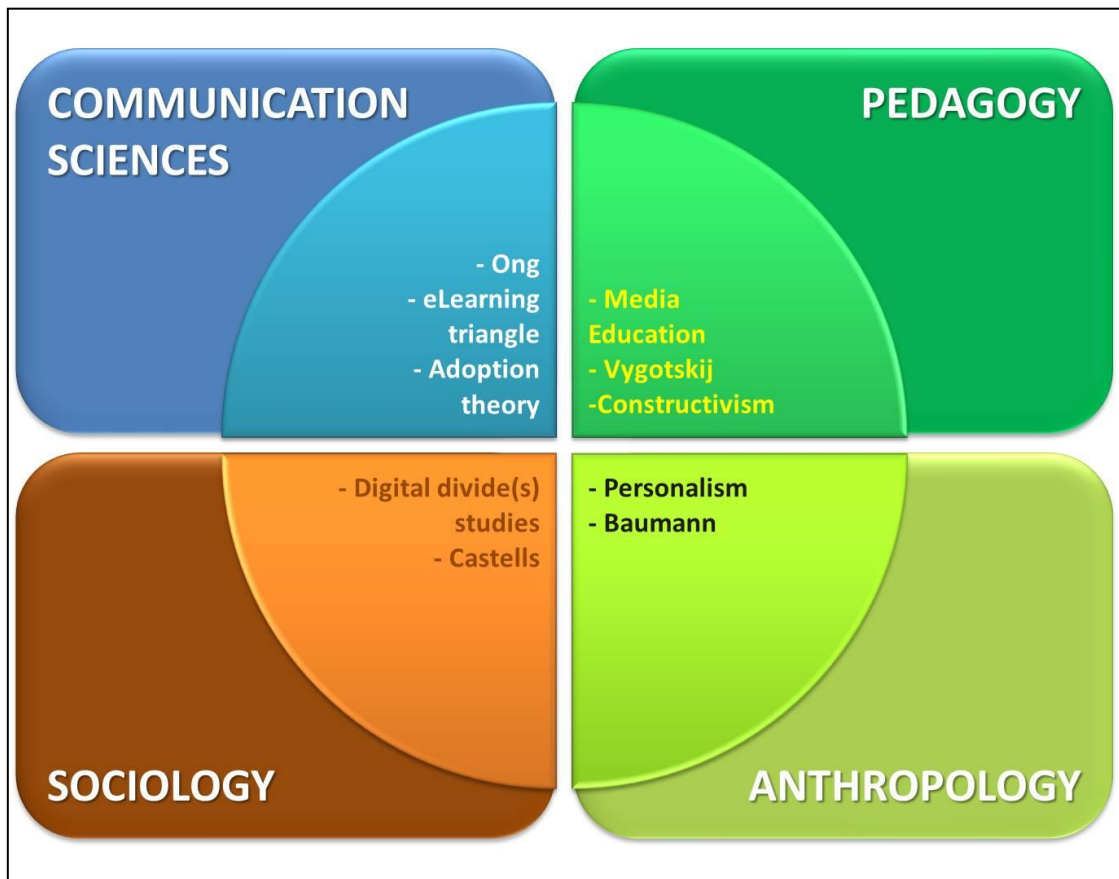 COMMUNICATION
SCIENCES
- Ong
- eLearning
triangle
- Adoption
theory
PEDAGOGY
- Media
Education
- Vygotskij
-Constructivism
- Digital divide(s)
studies
- Castells
SOCIOLOGY
- Personalism
- Baumann
ANTHROPOLOGY